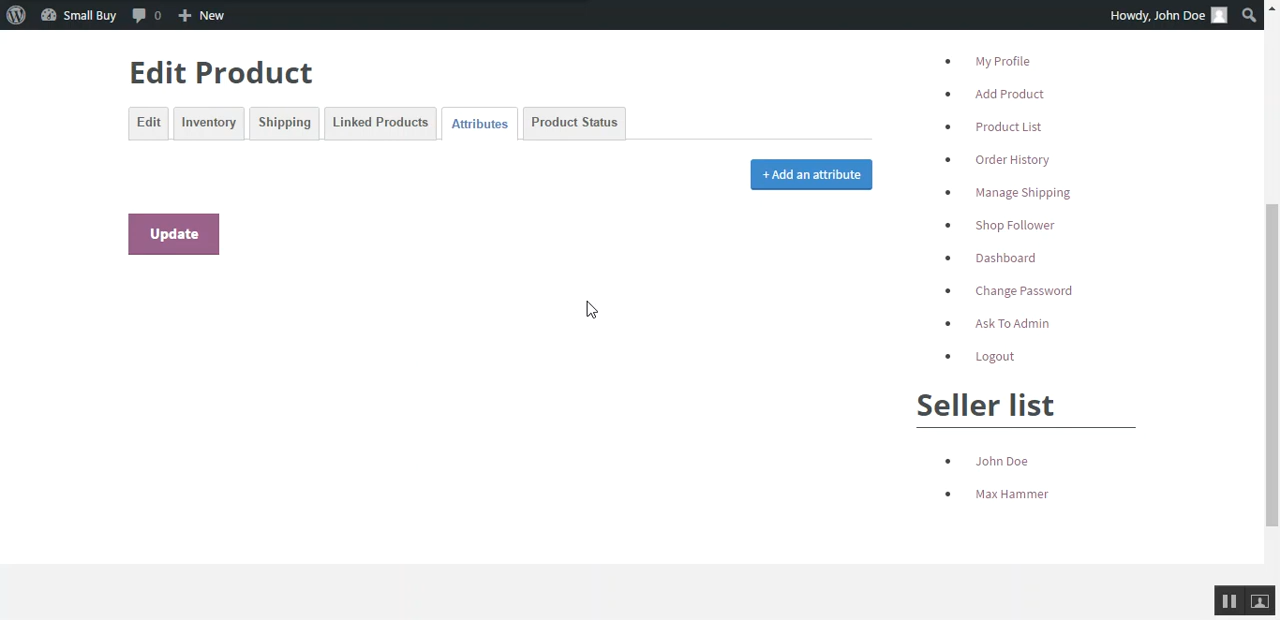 Small Buy 0 + New Howdy, John Doe
Edit Product
Edit Inventory Shipping Linked Products Attributes Product Status
+ Add an attribute
Update
• My Profile
• Add Product
• Product List
• Order History
• Manage Shipping
• Shop Follower
• Dashboard
• Change Password
• Ask To Admin
• Logout
Seller list
• John Doe
• Max Hammer